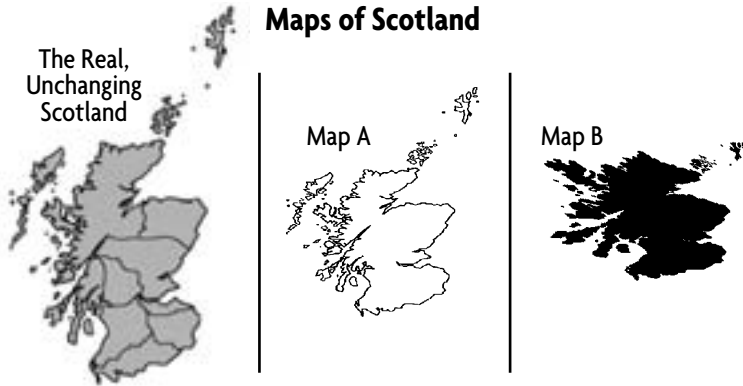 Maps of Scotland
The Real,
Unchanging
Scotland
Map A
Map B